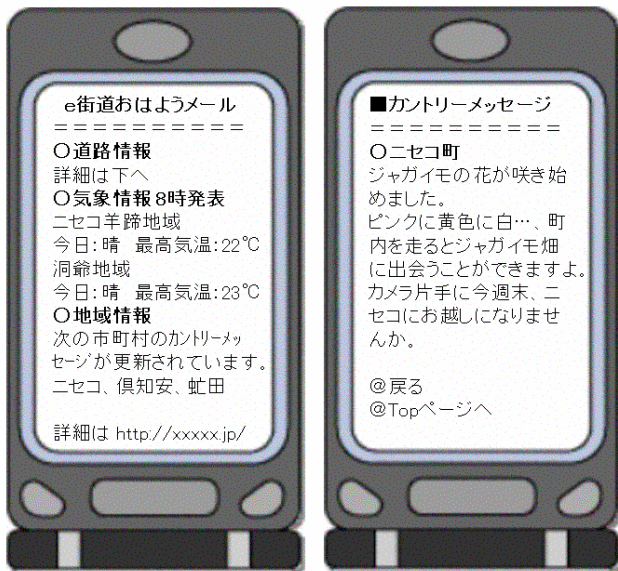 e街道おはようメール
==========
○道路情報
詳細は下へ
○気象情報8時発表
ニセコ羊蹄地域
今日:晴　最高気温:22℃
洞爺地域
今日:晴　最高気温:23℃
○地域情報
次の市町村のカントリーメッ
セージが更新されています。
ニセコ、倶知安、虻田
詳細は http://xxxxx.jp/
■カントリーメッセージ
==========
○ニセコ町
ジャガイモの花が咲き始
めました。
ピンクに黄色に白…、町
内を走るとジャガイモ畑
に出会うことができますよ。
カメラ片手に今週末、ニ
セコにお越しになりませ
んか。
@戻る
@Topページへ